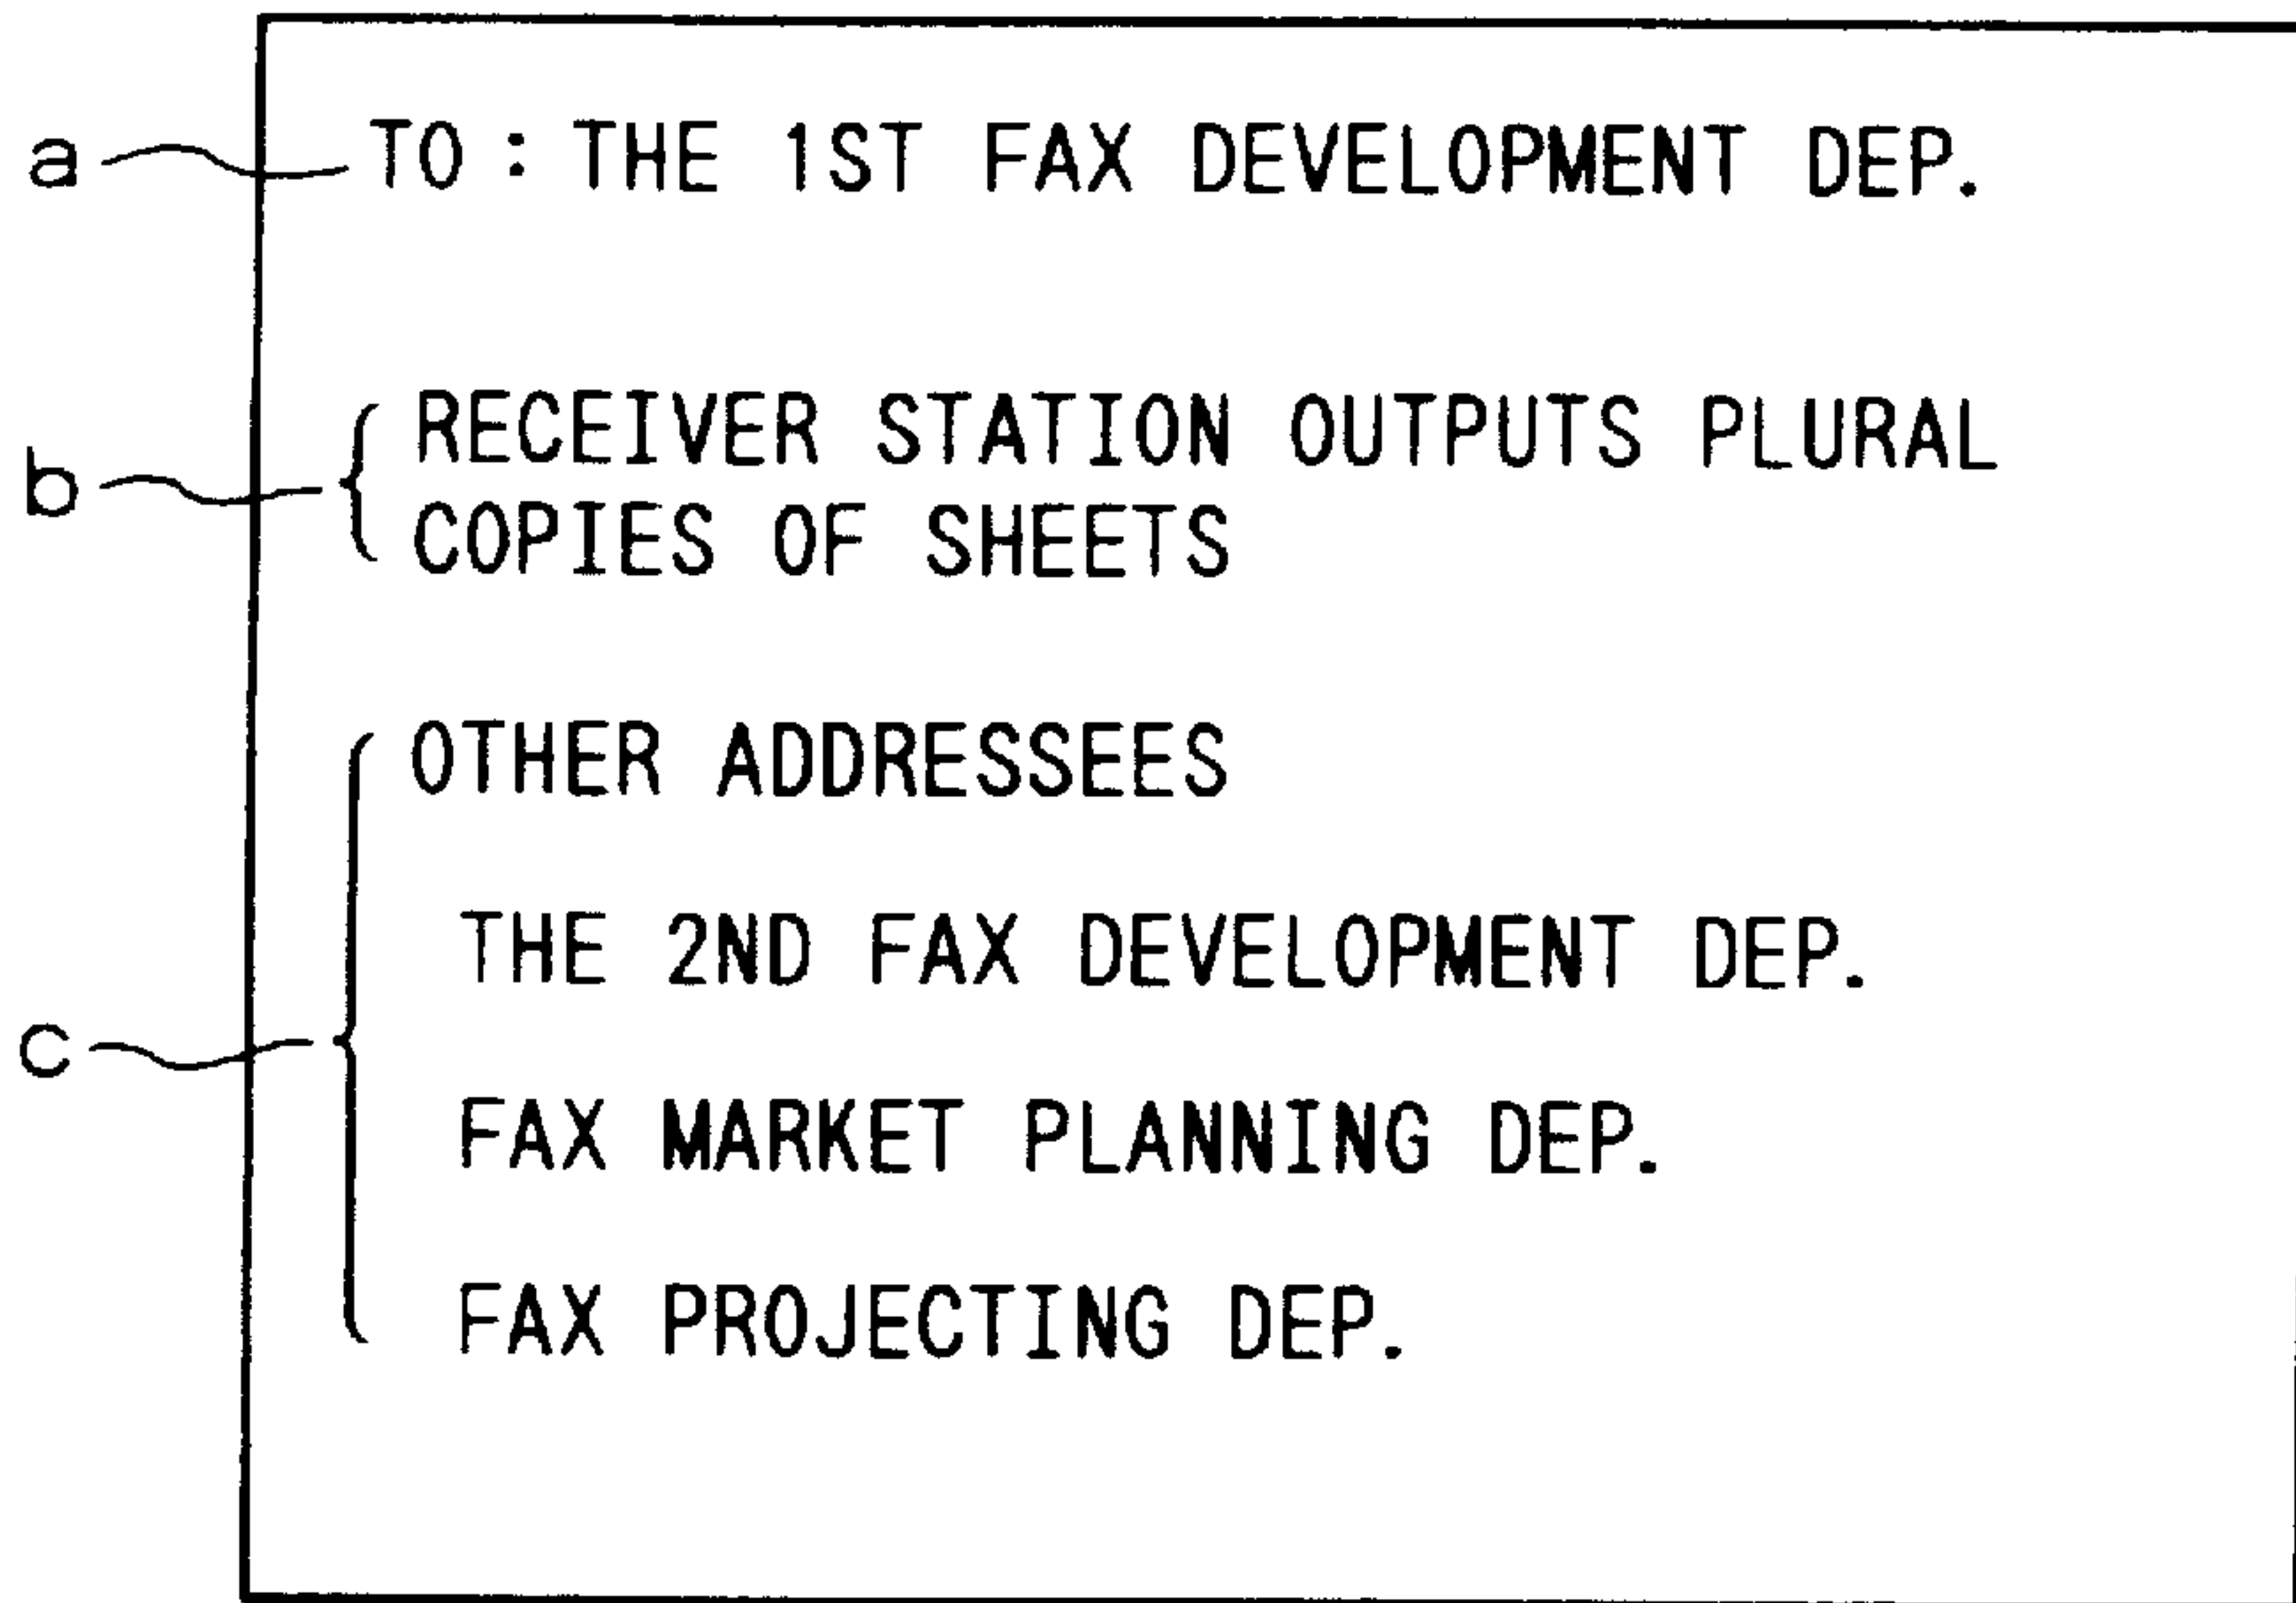 a TO : THE 1ST FAX DEVELOPMENT DEP.
RECEIVER STATION OUTPUTS PLURAL
b
COPIES OF SHEETS
OTHER ADDRESSEES
THE 2ND FAX DEVELOPMENT DEP.
c
FAX MARKET PLANNING DEP.
FAX PROJECTING DEP.